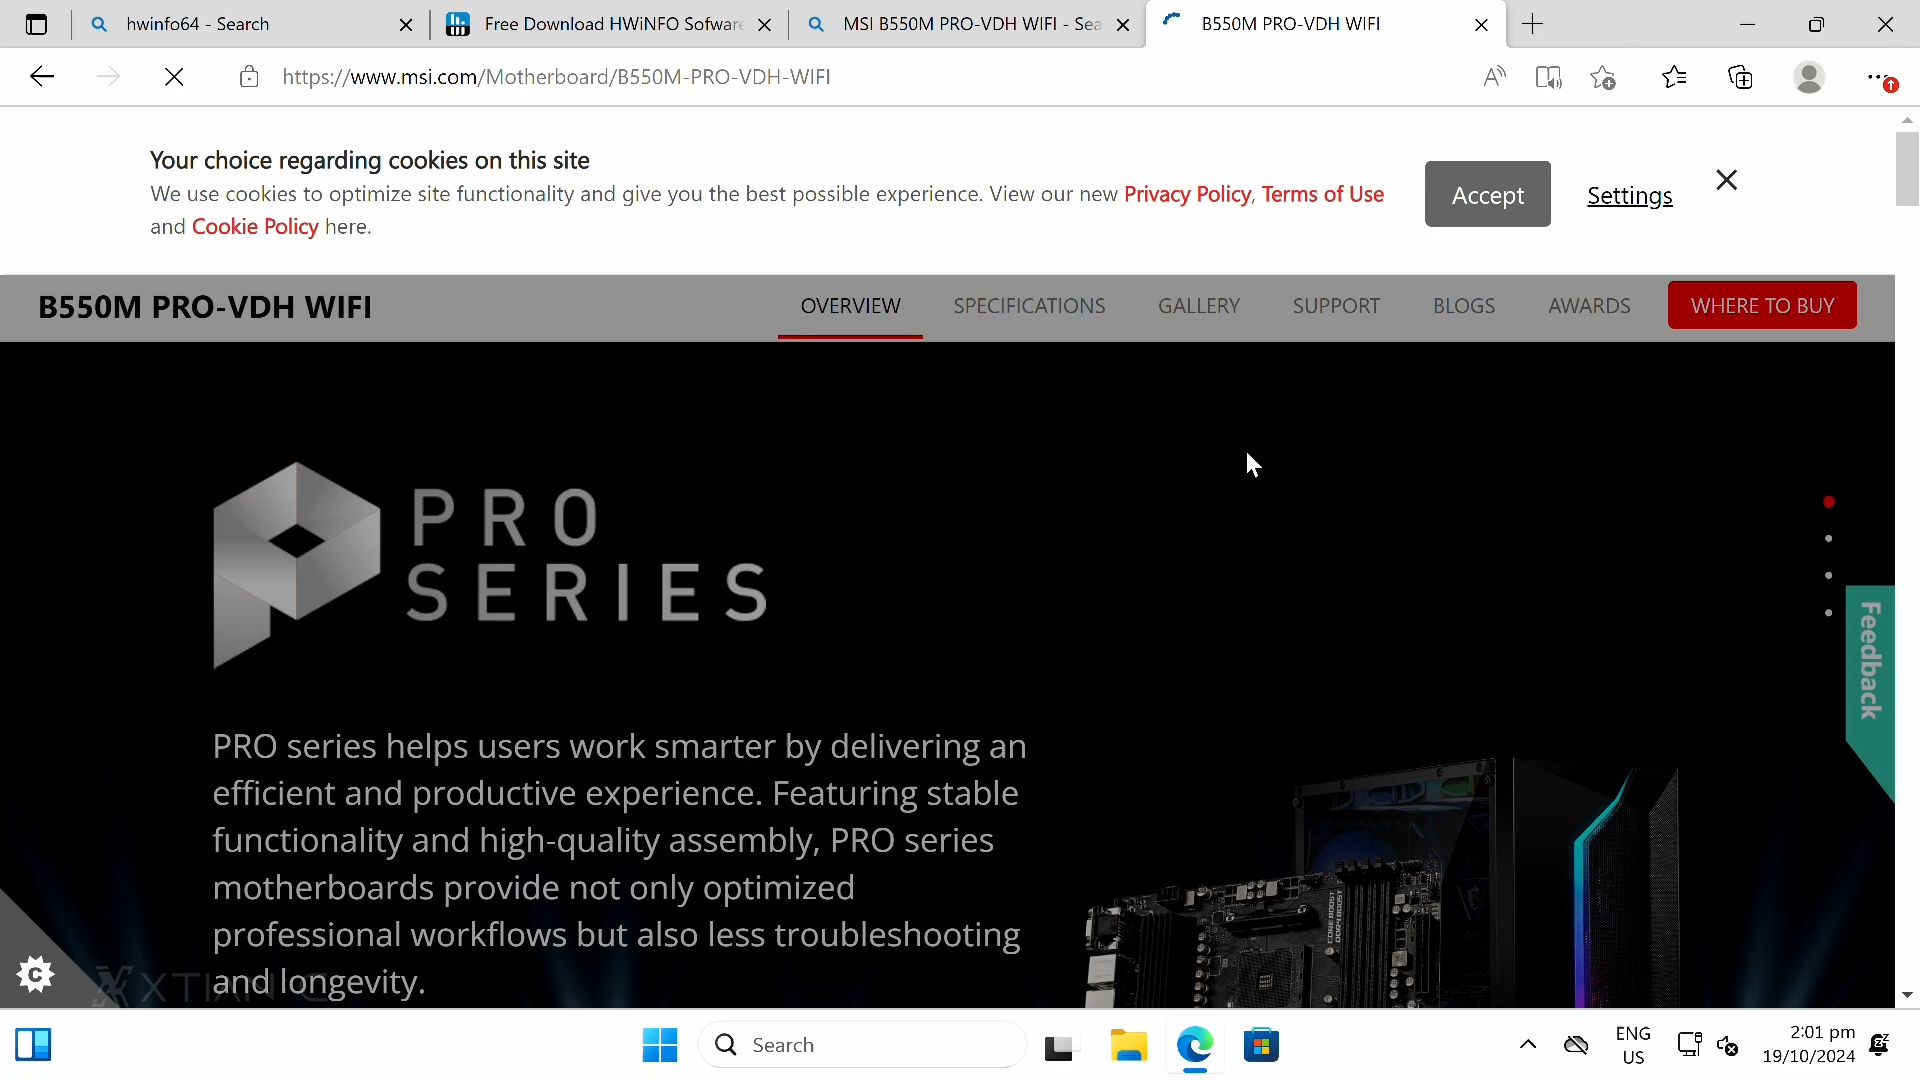 hwinfo64 - Search
Free Download HWiNFO Sofware
MSI B550M PRO-VDH WIFI - Sea
B550M PRO-VDH WIFI
https://www.msi.com/Motherboard/B550M-PRO-VDH-WIFI
Your choice regarding cookies on this site
We use cookies to optimize site functionality and give you the best possible experience. View our new Privacy Policy, Terms of Use
and Cookie Policy here.
Accept
Settings
B550M PRO-VDH WIFI
OVERVIEW
SPECIFICATIONS
GALLERY
SUPPORT
BLOGS
AWARDS
WHERE TO BUY
PRO
SERIES
Feedback
PRO series helps users work smarter by delivering an
efficient and productive experience. Featuring stable
functionality and high-quality assembly, PRO series
motherboards provide not only optimized
professional workflows but also less troubleshooting
and longevity.
XTIAN C
CORE BOOST
DDR4 BOOST
Search
ENG
US
2:01 pm
19/10/2024